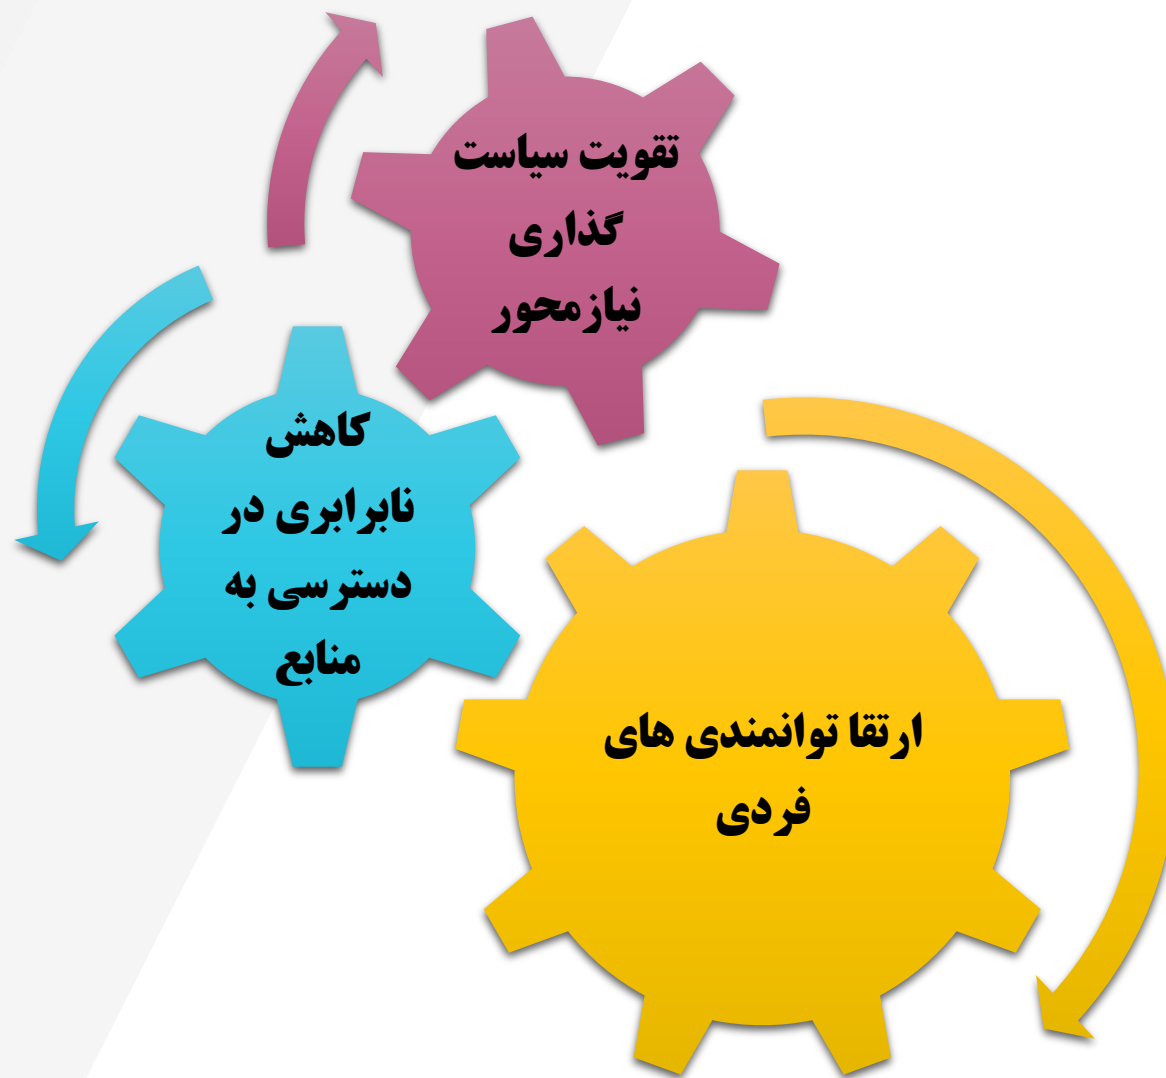 تقویت سیاست
گذاری
نیازمحور
کاهش
نابرابری در
دسترسی به
منابع
ارتقا توانمندی های
فردی